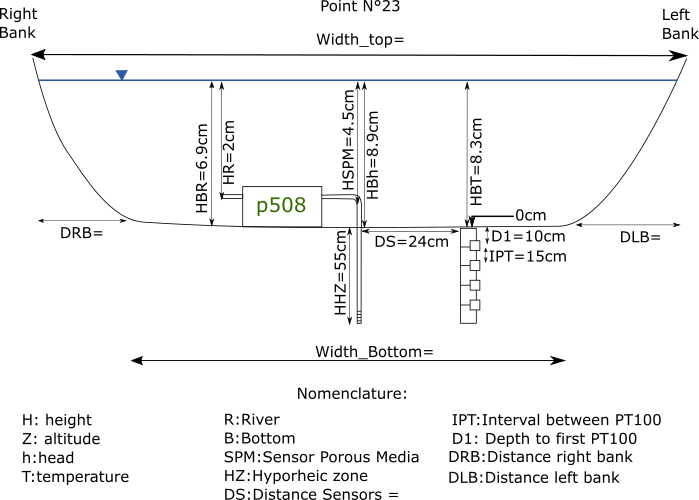 Point N°23
Right
Bank
Left
Bank
Width_top=
HBR=6.9cm
HR=2cm
HSPM=4.5cm
HBh=8.9cm
HBT=8.3cm
p508
0cm
DRB=
DS=24cm
D1=10cm
DLB=
IPT=15cm
HHZ=55cm
Width_Bottom=
Nomenclature:
H: height
Z: altitude
h:head
T:temperature
R:River
B:Bottom
SPM:Sensor Porous Media
HZ:Hyporheic zone
DS:Distance Sensors =
IPT:Interval between PT100
D1: Depth to first PT100
DRB:Distance right bank
DLB:Distance left bank